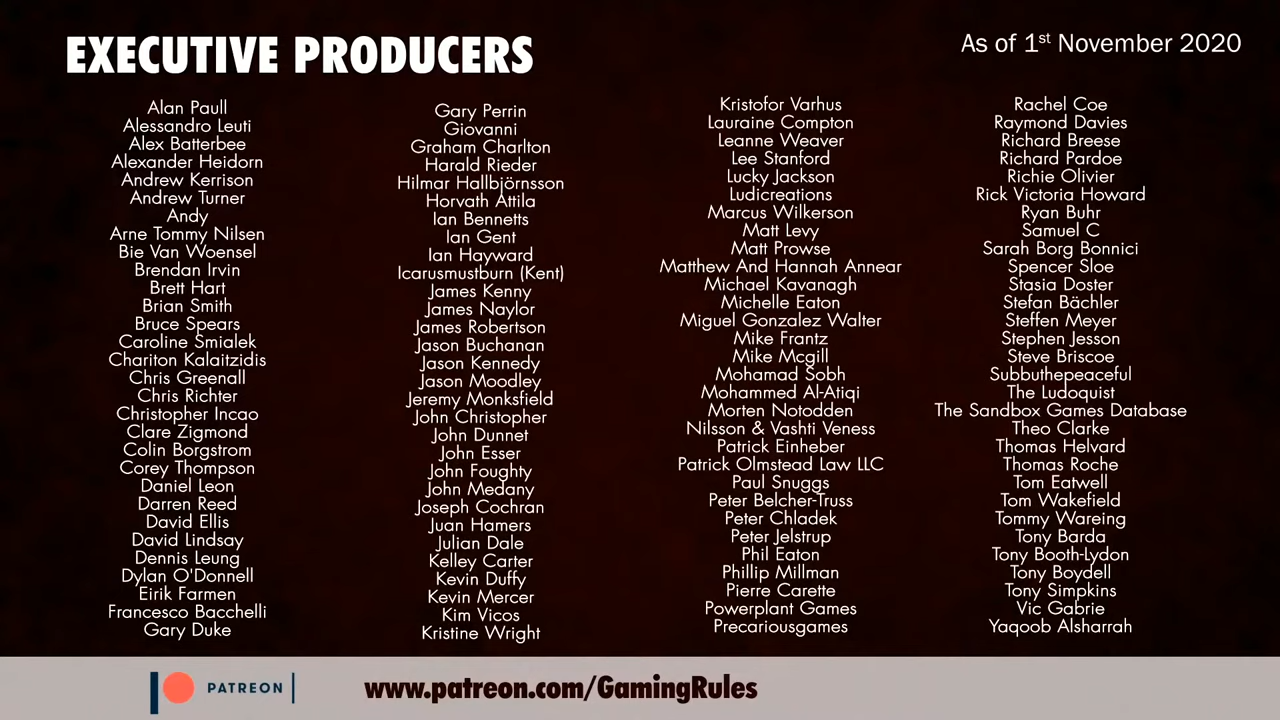 EXECUTIVE PRODUCERS
As of 1st November 2020
Alan Paull
Alessandro Leuti
Alex Batterbee
Alexander Heidorn
Andrew Kerrison
Andrew Turner
Andy
Arne Tommy Nilsen
Bie Van Woensel
Brendan Irvin
Brett Hart
Brian Smith
Bruce Spears
Caroline Smialek
Chariton Kalaitzidis
Chris Greenall
Chris Richter
Christopher Incao
Clare Zigmond
Colin Borgstrom
Corey Thompson
Daniel Leon
Darren Reed
David Ellis
David Lindsay
Dennis Leung
Dylan O'Donnell
Eirik Farmen
Francesco Bacchelli
Gary Duke
Gary Perrin
Giovanni
Graham Charlton
Harald Rieder
Hilmar Hallbjörnsson
Horvath Attila
Ian Bennetts
Ian Gent
Ian Hayward
Icarusmustburn (Kent)
James Kenny
James Naylor
James Robertson
Jason Buchanan
Jason Kennedy
Jason Moodley
Jeremy Monksfield
John Christopher
John Dunnet
John Esser
John Foughty
John Medany
Joseph Cochran
Juan Hamers
Julian Dale
Kelley Carter
Kevin Duffy
Kevin Mercer
Kim Vicos
Kristine Wright
Kristofor Varhus
Lauraine Compton
Leanne Weaver
Lee Stanford
Lucky Jackson
Ludicreations
Marcus Wilkerson
Matt Levy
Matt Prowse
Matthew And Hannah Annear
Michael Kavanagh
Michelle Eaton
Miguel Gonzalez Walter
Mike Frantz
Mike Mcgill
Mohamad Sobh
Mohammed Al-Atiqi
Morten Notodden
Nilsson & Vashti Veness
Patrick Einheber
Patrick Olmstead Law LLC
Paul Snuggs
Peter Belcher-Truss
Peter Chladek
Peter Jelstrup
Phil Eaton
Phillip Millman
Pierre Carette
Powerplant Games
Precariousgames
Rachel Coe
Raymond Davies
Richard Breese
Richard Pardoe
Richie Olivier
Rick Victoria Howard
Ryan Buhr
Samuel C
Sarah Borg Bonnici
Spencer Sloe
Stasia Doster
Stefan Bächler
Steffen Meyer
Stephen Jesson
Steve Briscoe
Subbuthepeaceful
The Ludoquist
The Sandbox Games Database
Theo Clarke
Thomas Helvard
Thomas Roche
Tom Eatwell
Tom Wakefield
Tommy Wareing
Tony Barda
Tony Booth-Lydon
Tony Boydell
Tony Simpkins
Vic Gabrie
Yaqoob Alsharrah
PATREON
www.patreon.com/GamingRules